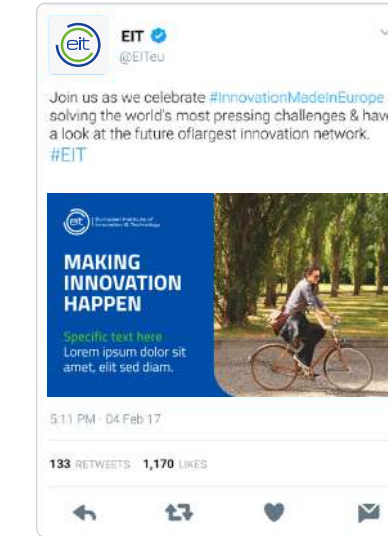 eit
EIT
@EITeu
Join us as we celebrate #InnovationMadeInEurope
solving the world's most pressing challenges & have
a look at the future oflargest innovation network.
#EIT
eit
European Institute of
Innovation & Technology
MAKING
INNOVATION
HAPPEN
Specific text here
Lorem ipsum dolor sit
amet, elit sed diam.
5:11 PM - 04 Feb 17
133 RETWEETS 1,170 LIKES